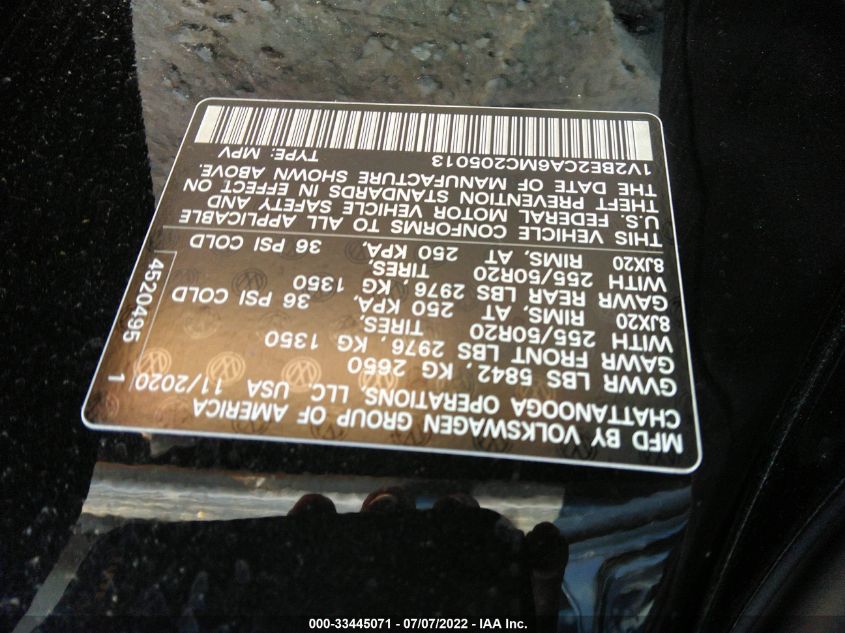 MFD BY VOLKSWAGEN GROUP OF AMERICA
CHATTANOOGA OPERATIONS, LLC. USA 11/2020 1
GVWR LBS 5842, KG 2650
GAWR FRONT LBS 2976, KG 1350
WITH 255/50R20 TIRES,
8JX20 RIMS, AT 250 KPA, 36 PSI COLD
GAWR REAR LBS 2976, KG 1350
WITH 255/50R20 TIRES,
8JX20 RIMS, AT 250 KPA, 36 PSI COLD
4520495
THIS VEHICLE CONFORMS TO ALL APPLICABLE
U.S. FEDERAL MOTOR VEHICLE SAFETY AND
THEFT PREVENTION STANDARDS IN EFFECT ON
THE DATE OF MANUFACTURE SHOWN ABOVE.
1V2BE2CA6MC205013 TYPE: MPV
000-33445071 - 07/07/2022 - IAA Inc.